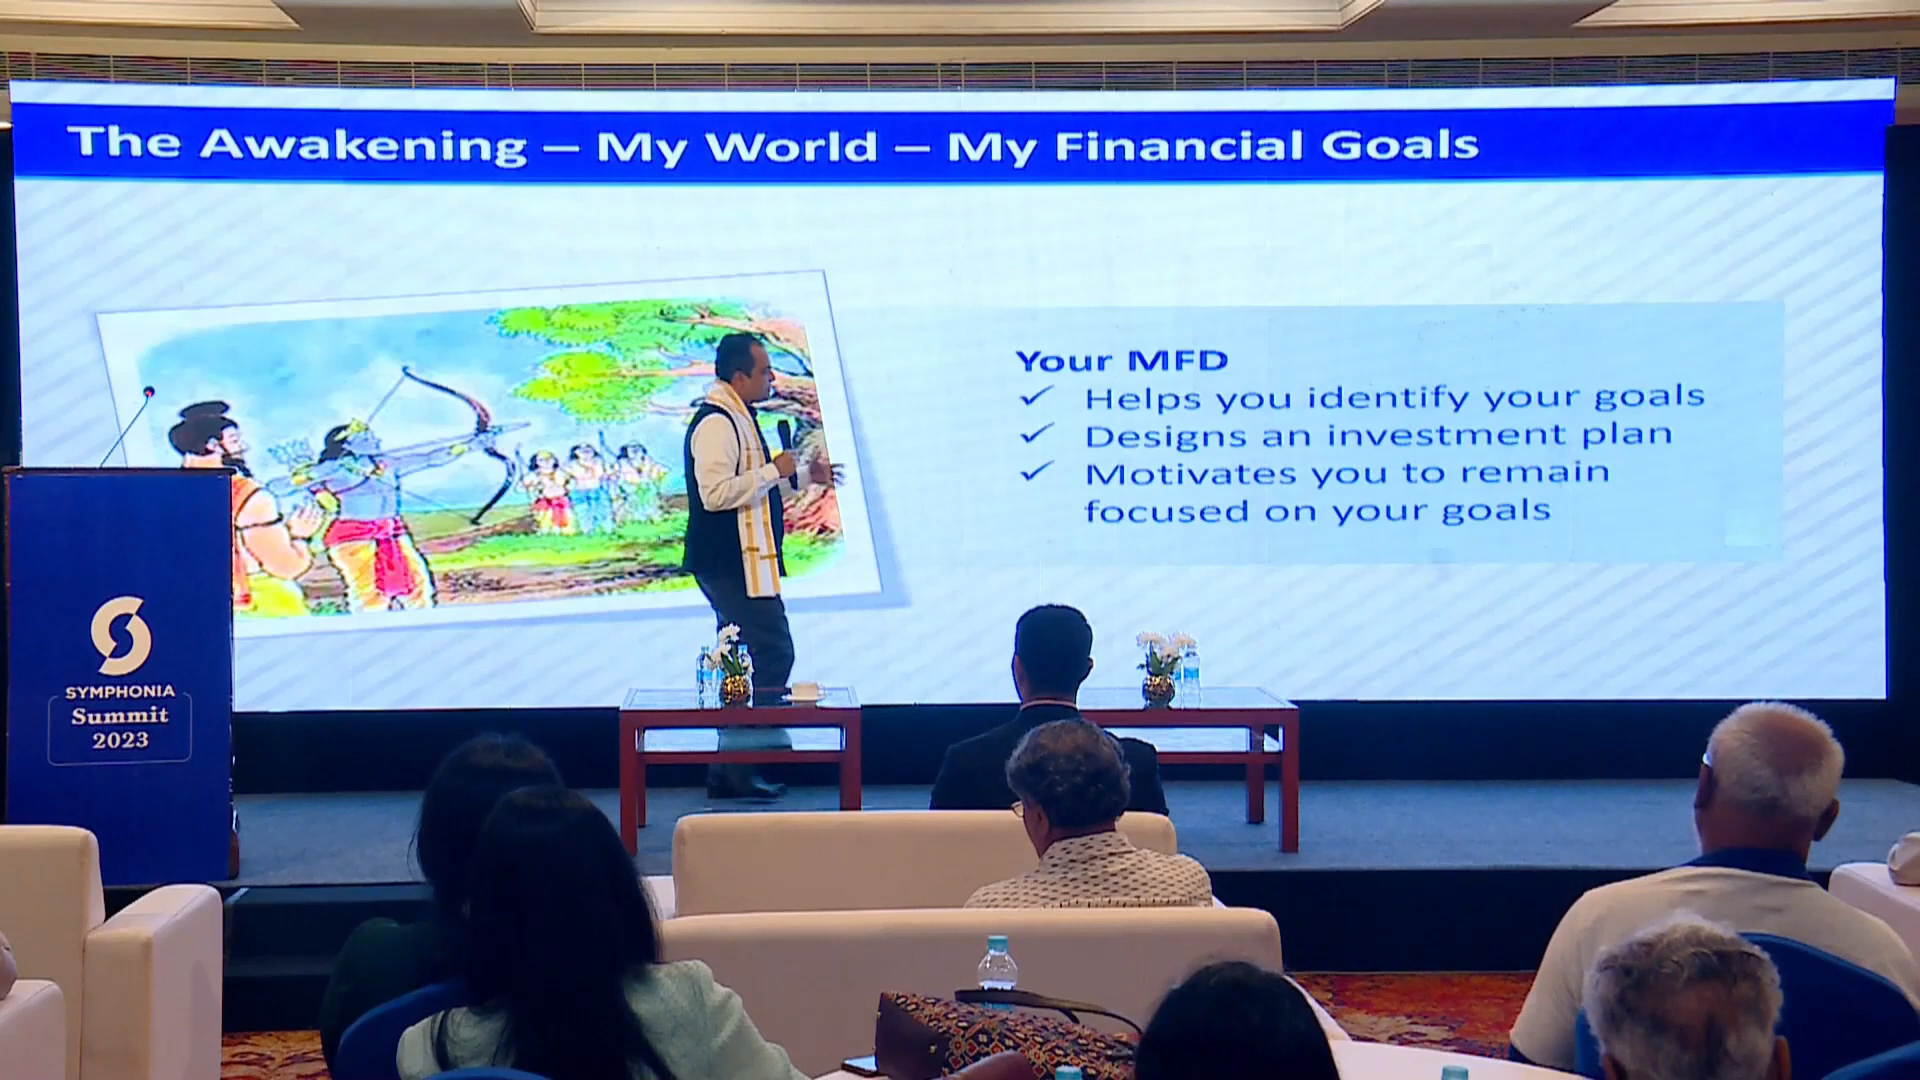 The Awakening – My World – My Financial Goals
Your MFD
✓ Helps you identify your goals
✓ Designs an investment plan
✓ Motivates you to remain
focused on your goals
SYMPHONIA
Summit
2023